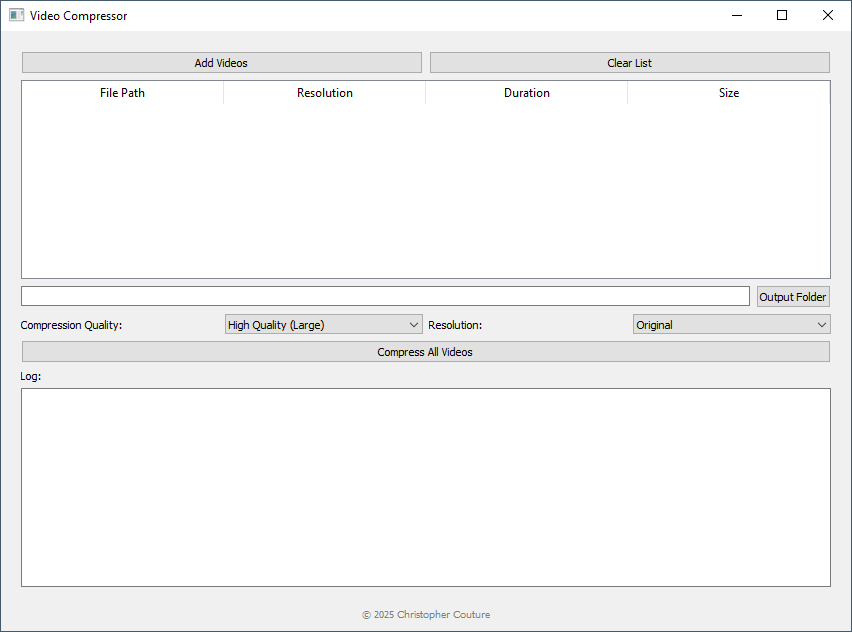 Video Compressor
Add Videos Clear List
File Path Resolution Duration Size
Output Folder
Compression Quality: High Quality (Large) Resolution: Original
Compress All Videos
Log:
© 2025 Christopher Couture